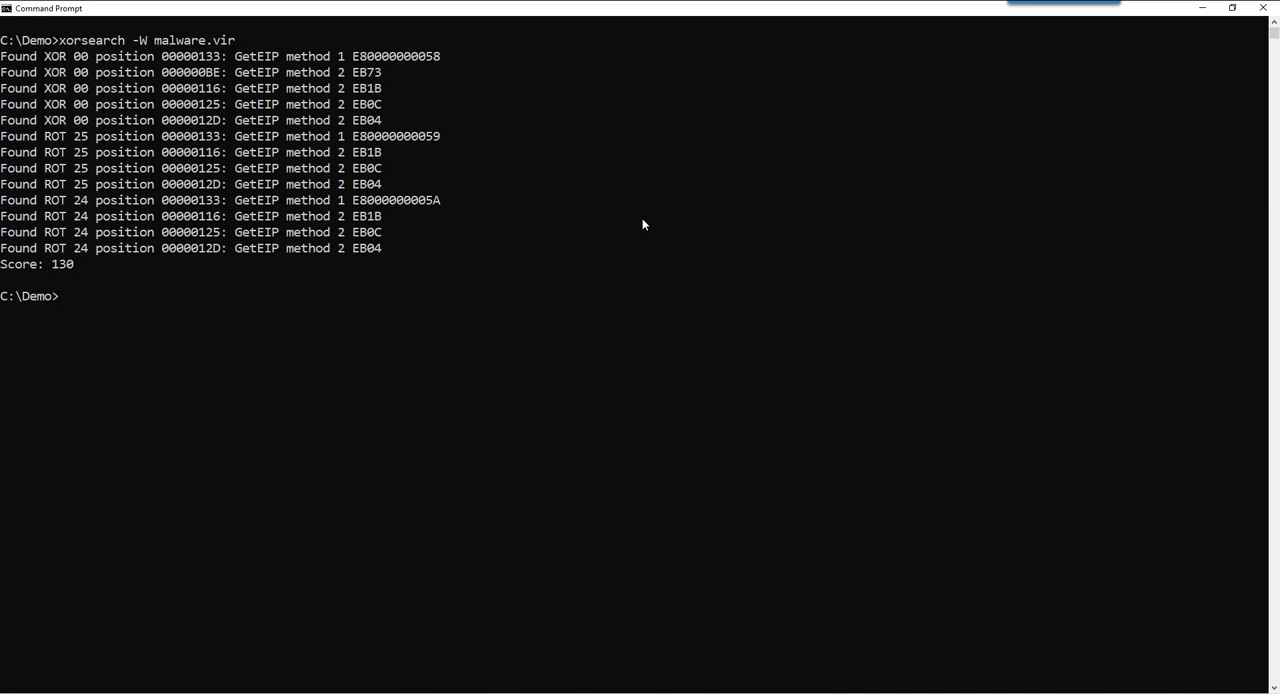 Command Prompt
C:\Demo>xorsearch -W malware.vir
Found XOR 00 position 00000133: GetEIP method 1 E80000000058
Found XOR 00 position 000000BE: GetEIP method 2 EB73
Found XOR 00 position 00000116: GetEIP method 2 EB1B
Found XOR 00 position 00000125: GetEIP method 2 EB0C
Found XOR 00 position 0000012D: GetEIP method 2 EB04
Found ROT 25 position 00000133: GetEIP method 1 E80000000059
Found ROT 25 position 00000116: GetEIP method 2 EB1B
Found ROT 25 position 00000125: GetEIP method 2 EB0C
Found ROT 25 position 0000012D: GetEIP method 2 EB04
Found ROT 24 position 00000133: GetEIP method 1 E8000000005A
Found ROT 24 position 00000116: GetEIP method 2 EB1B
Found ROT 24 position 00000125: GetEIP method 2 EB0C
Found ROT 24 position 0000012D: GetEIP method 2 EB04
Score: 130
C:\Demo>